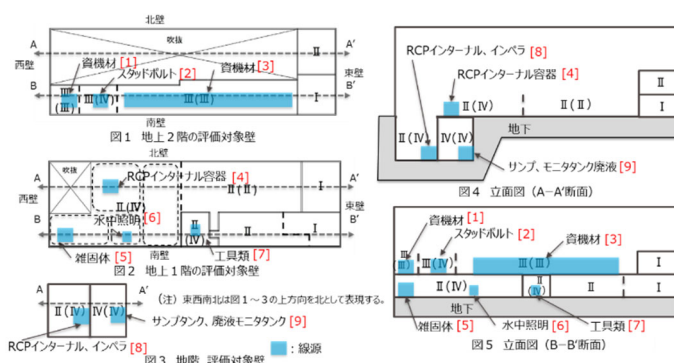 北壁
A
A'
吹抜
II
西壁
東壁
資機材 [1]
スタッドボルト [2]
資機材 [3]
B
B'
III(III)
III(IV)
III(III)
I
南壁
図1 地上2階の評価対象壁
北壁
吹抜
A
A'
RCPインターナル容器 [4]
II(II)
I
西壁
II(IV)
東壁
水中照明 [6]
B
B'
II(IV)
II
雑固体 [5]
南壁
工具類 [7]
図2 地上1階の評価対象壁
A
A'
II(IV)
IV(IV)
(注)東西南北は図1~3の上方向を北として表現する。
サンプタンク、廃液モニタタンク [9]
RCPインターナル、インペラ [8]
図3 地階 評価対象壁
:線源
RCPインターナル、インペラ [8]
RCPインターナル容器 [4]
II
II(IV)
II(II)
I
II(IV)
IV(IV)
地下
サンプ、モニタタンク廃液 [9]
図4 立面図(A-A'断面)
資機材 [1]
スタッドボルト [2]
資機材 [3]
III(III)
III(IV)
III(III)
I
II(IV)
II(IV)
II
I
地下
雑固体 [5]
水中照明 [6]
工具類 [7]
図5 立面図(B-B'断面)